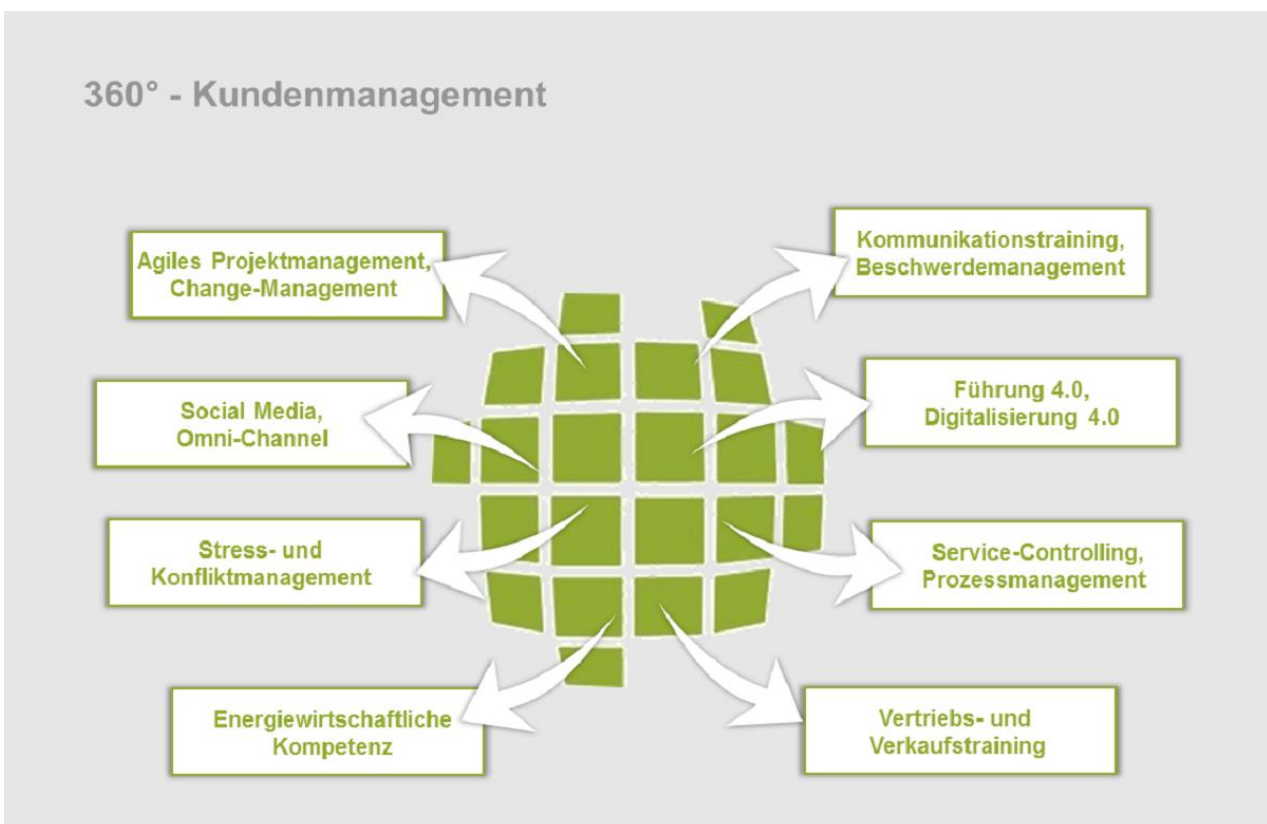 360° - Kundenmanagement
Agiles Projektmanagement,
Change-Management
Kommunikationstraining,
Beschwerdemanagement
Social Media,
Omni-Channel
Führung 4.0,
Digitalisierung 4.0
Stress- und
Konfliktmanagement
Service-Controlling,
Prozessmanagement
Energiewirtschaftliche
Kompetenz
Vertriebs- und
Verkaufstraining